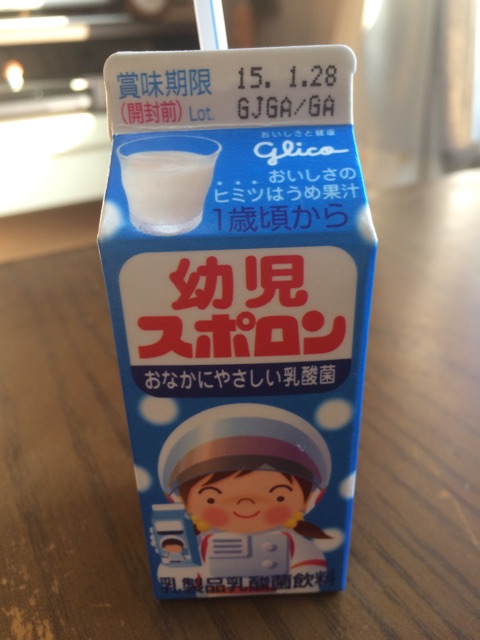 賞味期限 15. 1.28
(開封前) Lot. GJGA/GA
おいしさと健康
glico
おいしさの
ヒミツはうめ果汁
1歳頃から
幼児
スポロン
おなかにやさしい乳酸菌
乳製品乳酸菌飲料